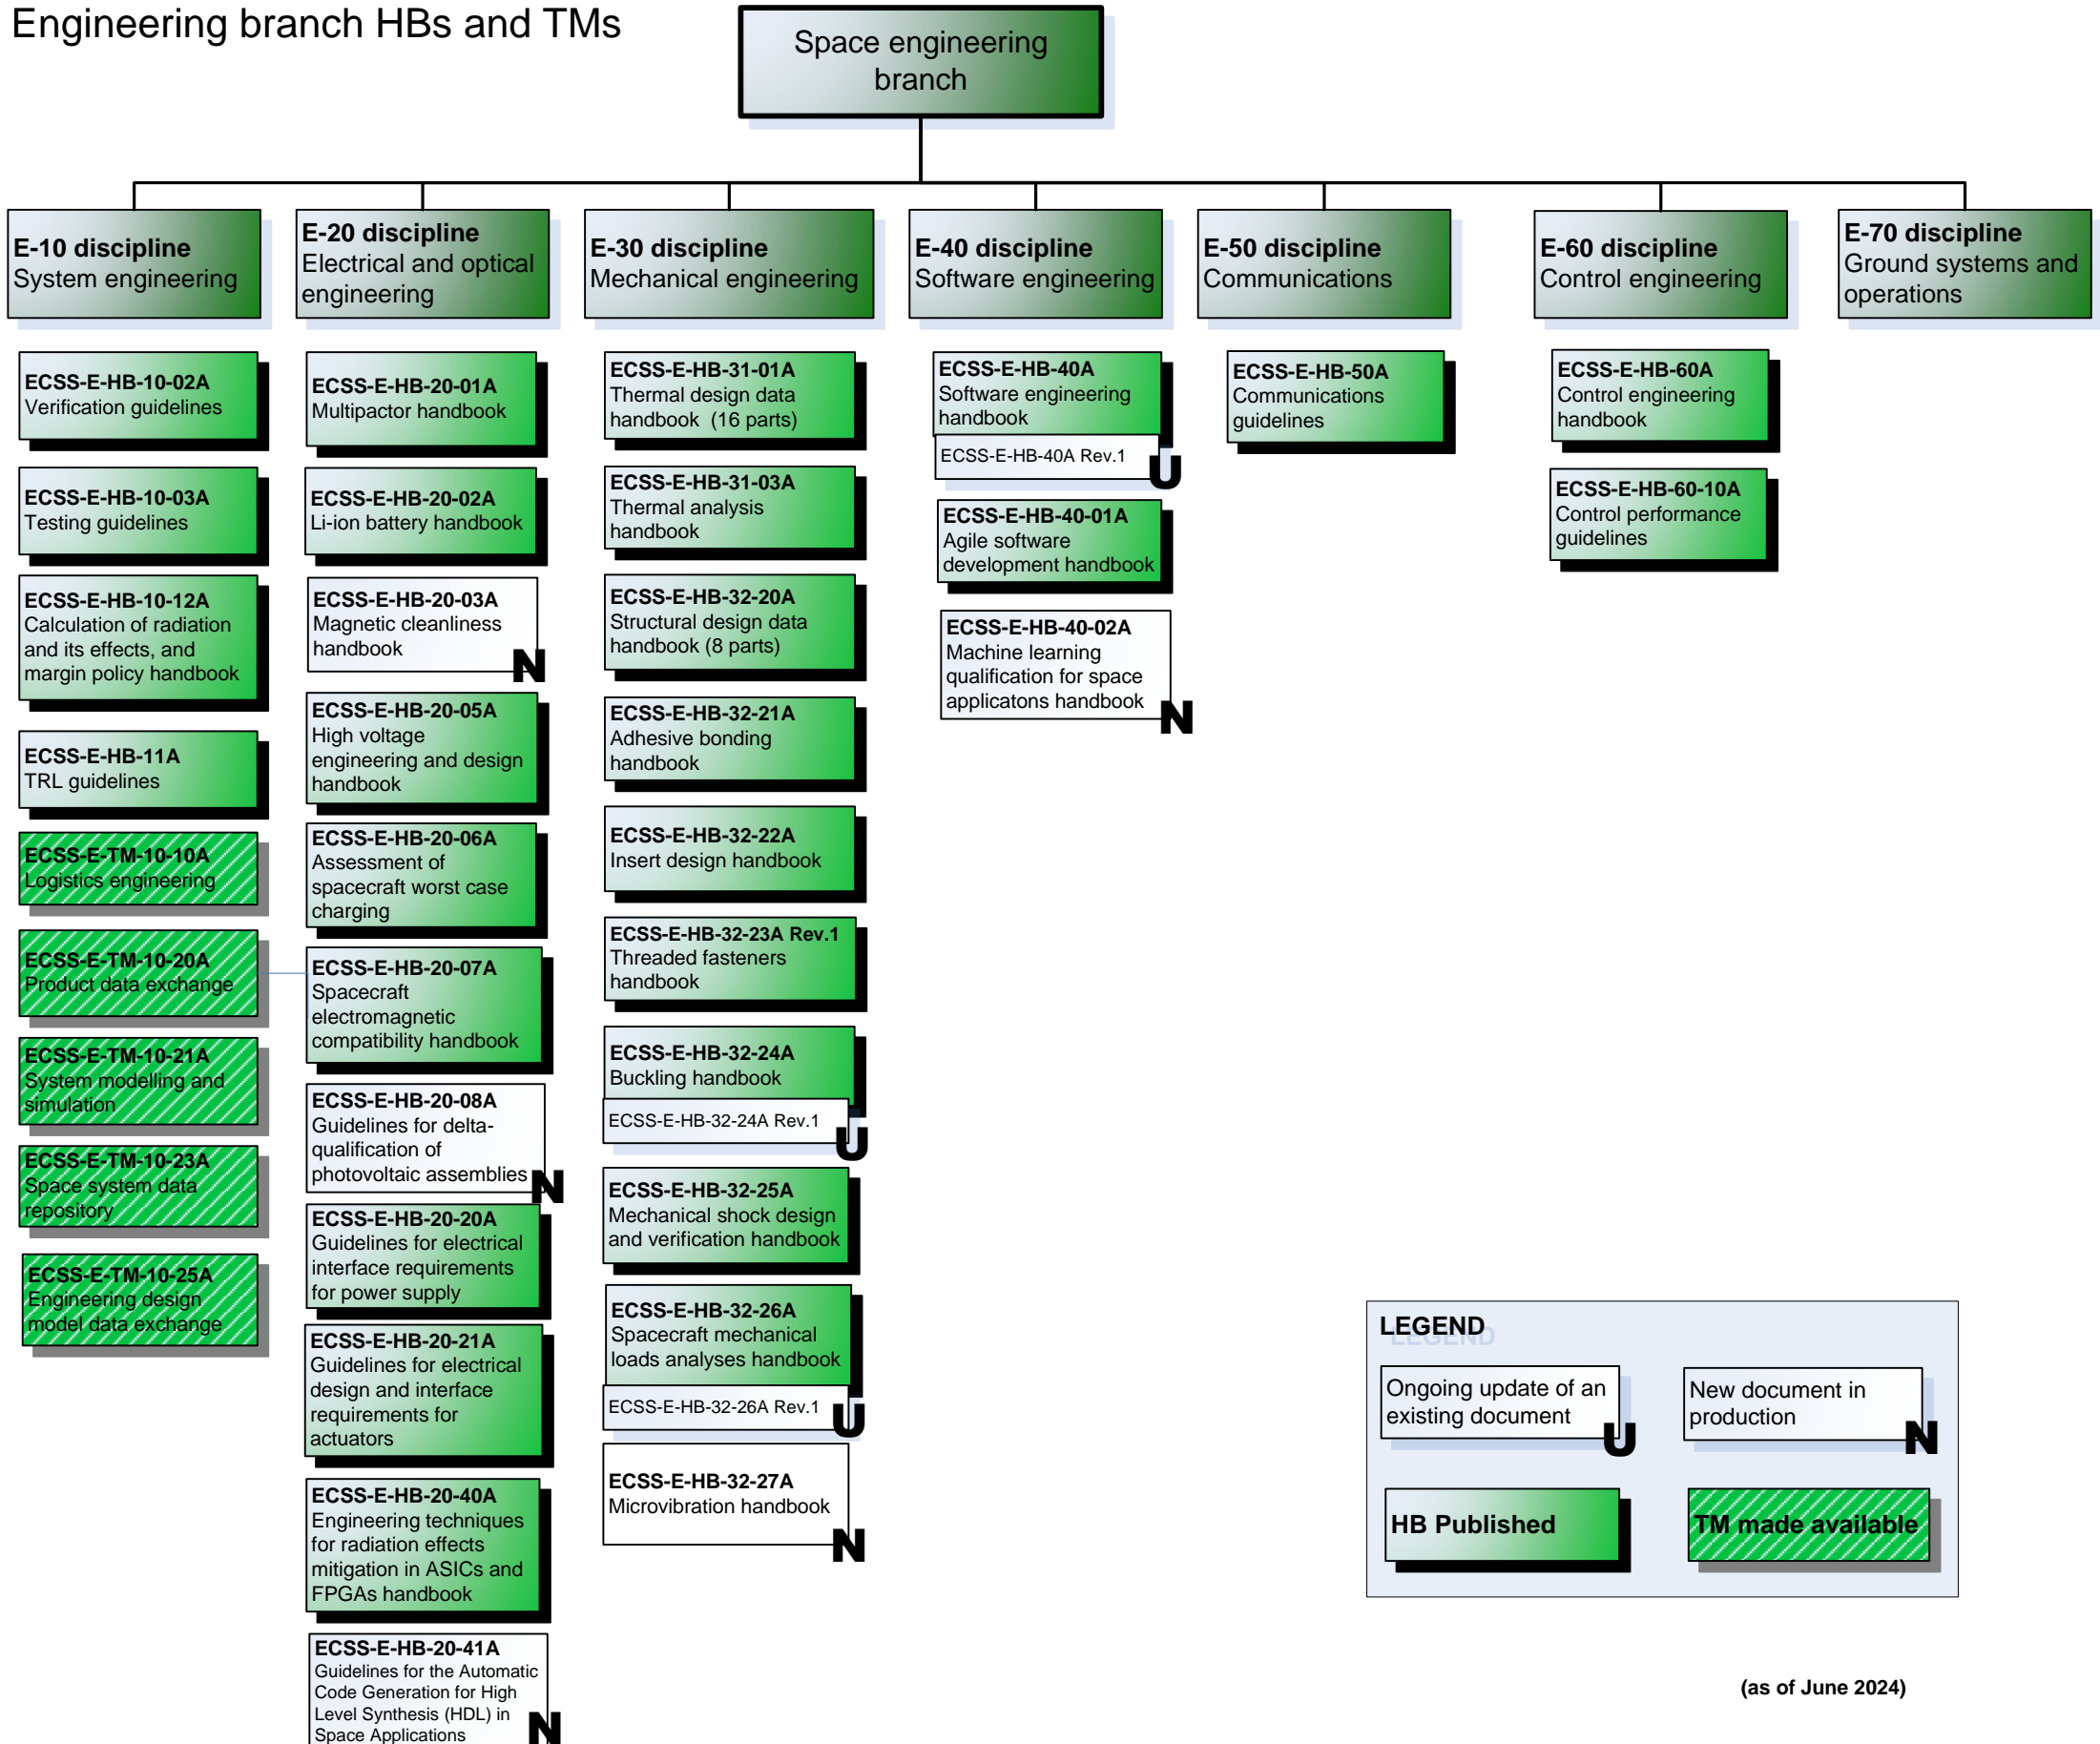 Engineering branch HBs and TMs
Space engineering
branch
E-10 discipline
System engineering
E-20 discipline
Electrical and optical
engineering
E-30 discipline
Mechanical engineering
E-40 discipline
Software engineering
E-50 discipline
Communications
E-60 discipline
Control engineering
E-70 discipline
Ground systems and
operations
ECSS-E-HB-10-02A
Verification guidelines
ECSS-E-HB-10-03A
Testing guidelines
ECSS-E-HB-10-12A
Calculation of radiation
and its effects, and
margin policy handbook
ECSS-E-HB-11A
TRL guidelines
ECSS-E-TM-10-10A
Logistics engineering
ECSS-E-TM-10-20A
Product data exchange
ECSS-E-TM-10-21A
System modelling and
simulation
ECSS-E-TM-10-23A
Space system data
repository
ECSS-E-TM-10-25A
Engineering design
model data exchange
ECSS-E-HB-20-01A
Multipactor handbook
ECSS-E-HB-20-02A
Li-ion battery handbook
ECSS-E-HB-20-03A
Magnetic cleanliness
handbook
N
ECSS-E-HB-20-05A
High voltage
engineering and design
handbook
ECSS-E-HB-20-06A
Assessment of
spacecraft worst case
charging
ECSS-E-HB-20-07A
Spacecraft
electromagnetic
compatibility handbook
ECSS-E-HB-20-08A
Guidelines for delta-
qualification of
photovoltaic assemblies
N
ECSS-E-HB-20-20A
Guidelines for electrical
interface requirements
for power supply
ECSS-E-HB-20-21A
Guidelines for electrical
design and interface
requirements for
actuators
ECSS-E-HB-20-40A
Engineering techniques
for radiation effects
mitigation in ASICs and
FPGAs handbook
ECSS-E-HB-20-41A
Guidelines for the Automatic
Code Generation for High
Level Synthesis (HDL) in
Space Applications
N
ECSS-E-HB-31-01A
Thermal design data
handbook (16 parts)
ECSS-E-HB-31-03A
Thermal analysis
handbook
ECSS-E-HB-32-20A
Structural design data
handbook (8 parts)
ECSS-E-HB-32-21A
Adhesive bonding
handbook
ECSS-E-HB-32-22A
Insert design handbook
ECSS-E-HB-32-23A Rev.1
Threaded fasteners
handbook
ECSS-E-HB-32-24A
Buckling handbook
ECSS-E-HB-32-24A Rev.1
U
ECSS-E-HB-32-25A
Mechanical shock design
and verification handbook
ECSS-E-HB-32-26A
Spacecraft mechanical
loads analyses handbook
ECSS-E-HB-32-26A Rev.1
U
ECSS-E-HB-32-27A
Microvibration handbook
N
ECSS-E-HB-40A
Software engineering
handbook
ECSS-E-HB-40A Rev.1
U
ECSS-E-HB-40-01A
Agile software
development handbook
ECSS-E-HB-40-02A
Machine learning
qualification for space
applicatons handbook
N
ECSS-E-HB-50A
Communications
guidelines
ECSS-E-HB-60A
Control engineering
handbook
ECSS-E-HB-60-10A
Control performance
guidelines
LEGEND
Ongoing update of an
existing document
U
New document in
production
N
HB Published
TM made available
(as of June 2024)